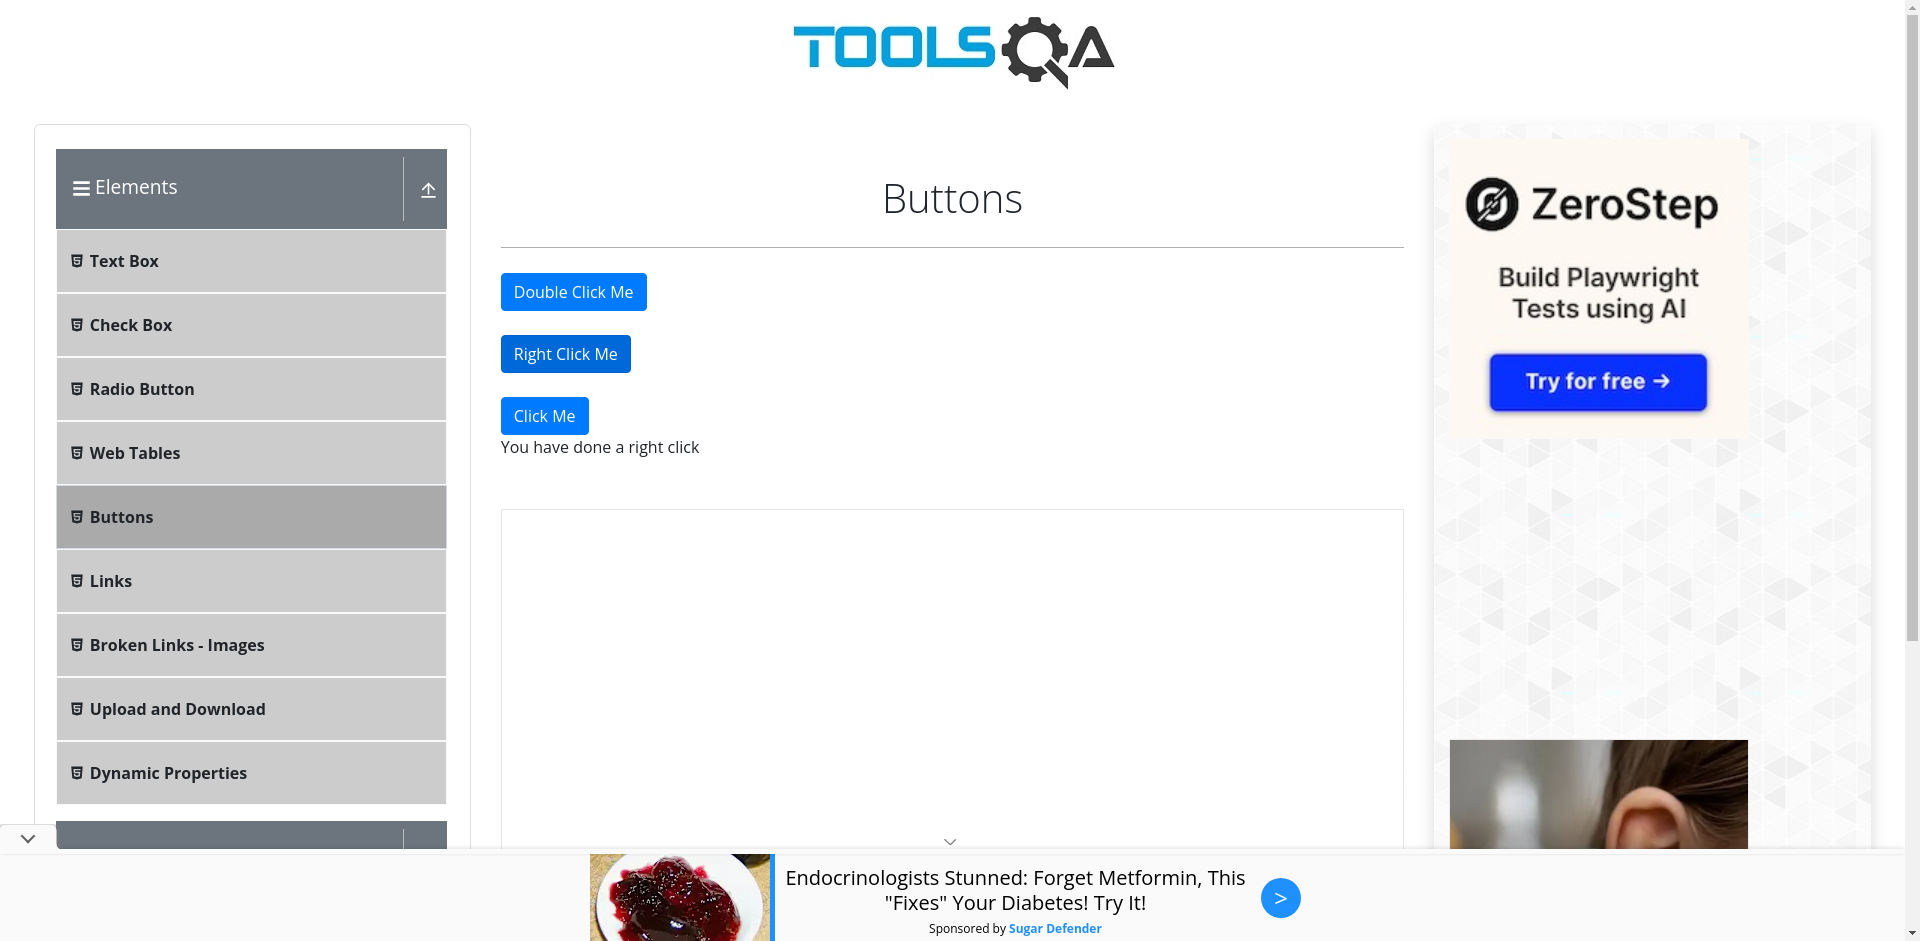 TOOLSQA
Elements
Text Box
Check Box
Radio Button
Web Tables
Buttons
Links
Broken Links - Images
Upload and Download
Dynamic Properties
Buttons
Double Click Me
Right Click Me
Click Me
You have done a right click
ZeroStep
Build Playwright
Tests using AI
Try for free →
Endocrinologists Stunned: Forget Metformin, This
"Fixes" Your Diabetes! Try It!
Sponsored by Sugar Defender
>